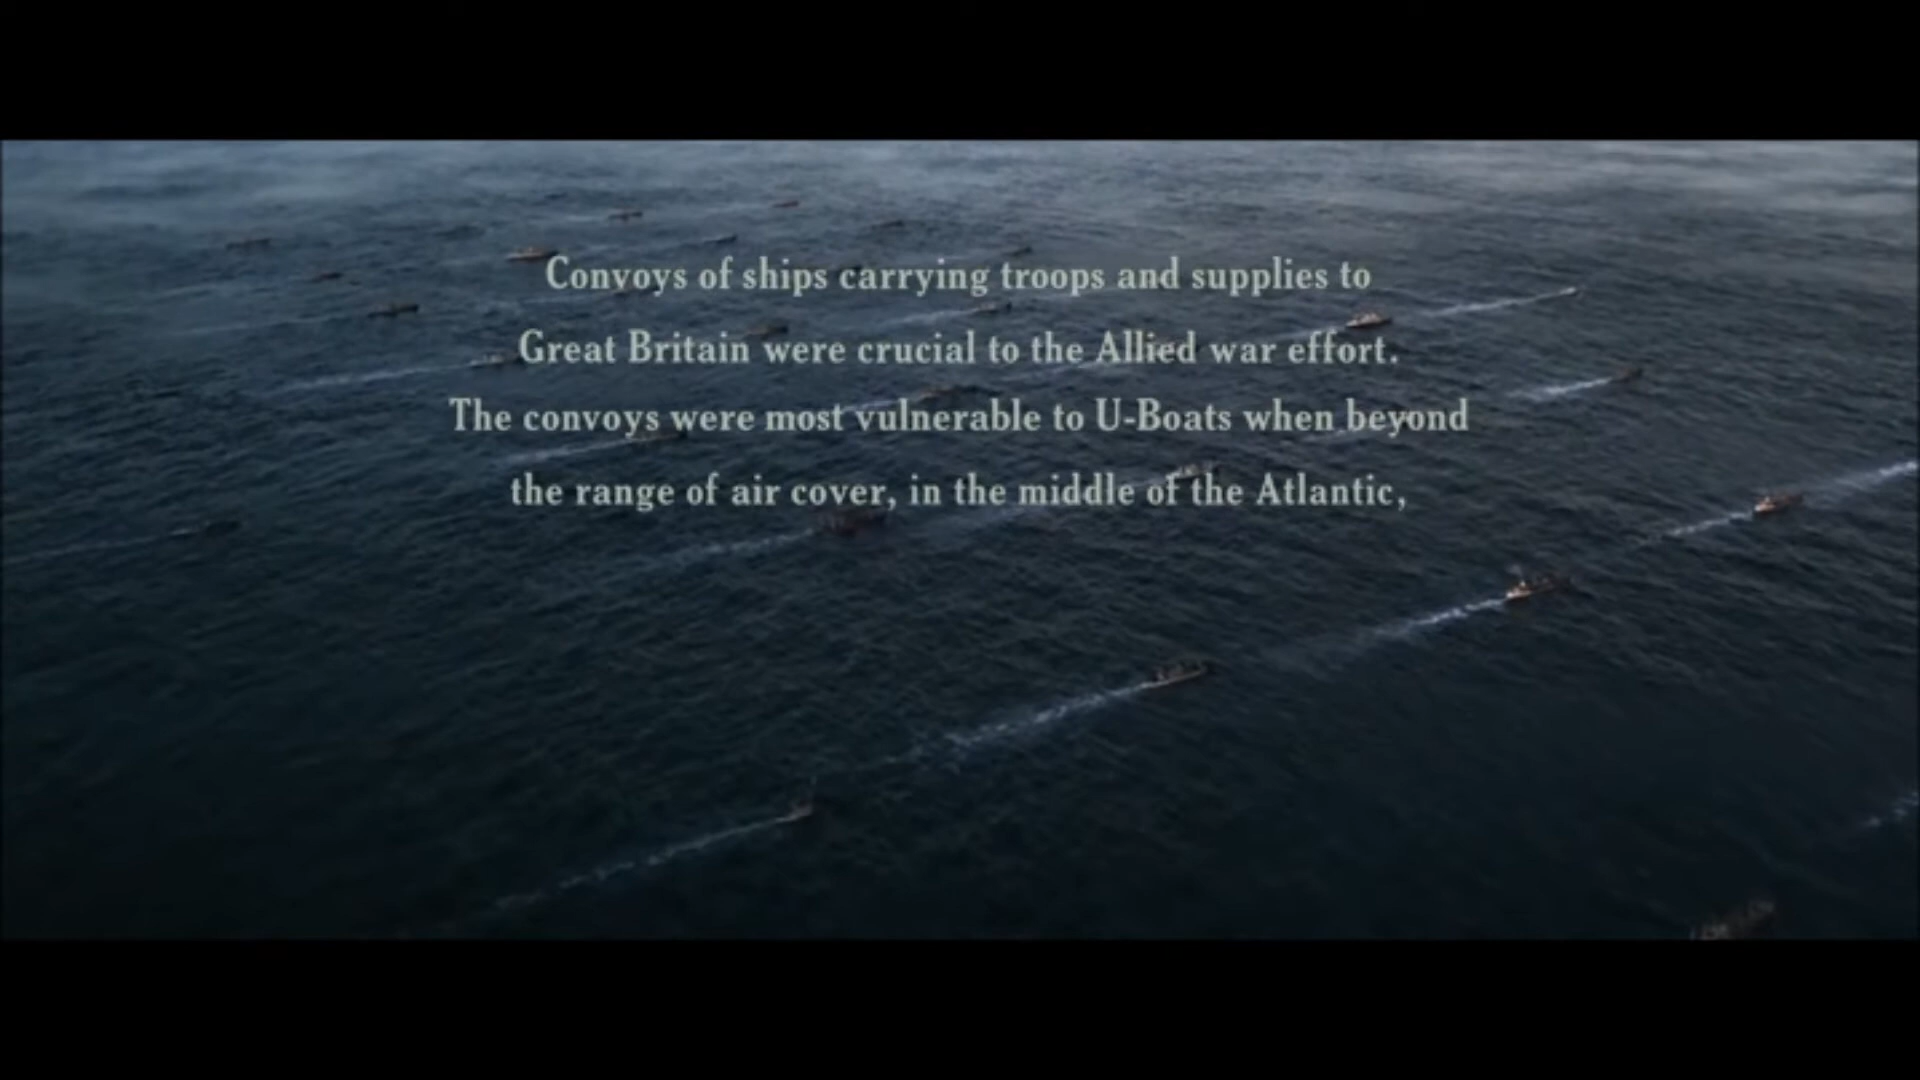 Convoys of ships carrying troops and supplies to
Great Britain were crucial to the Allied war effort.
The convoys were most vulnerable to U-Boats when beyond
the range of air cover, in the middle of the Atlantic,